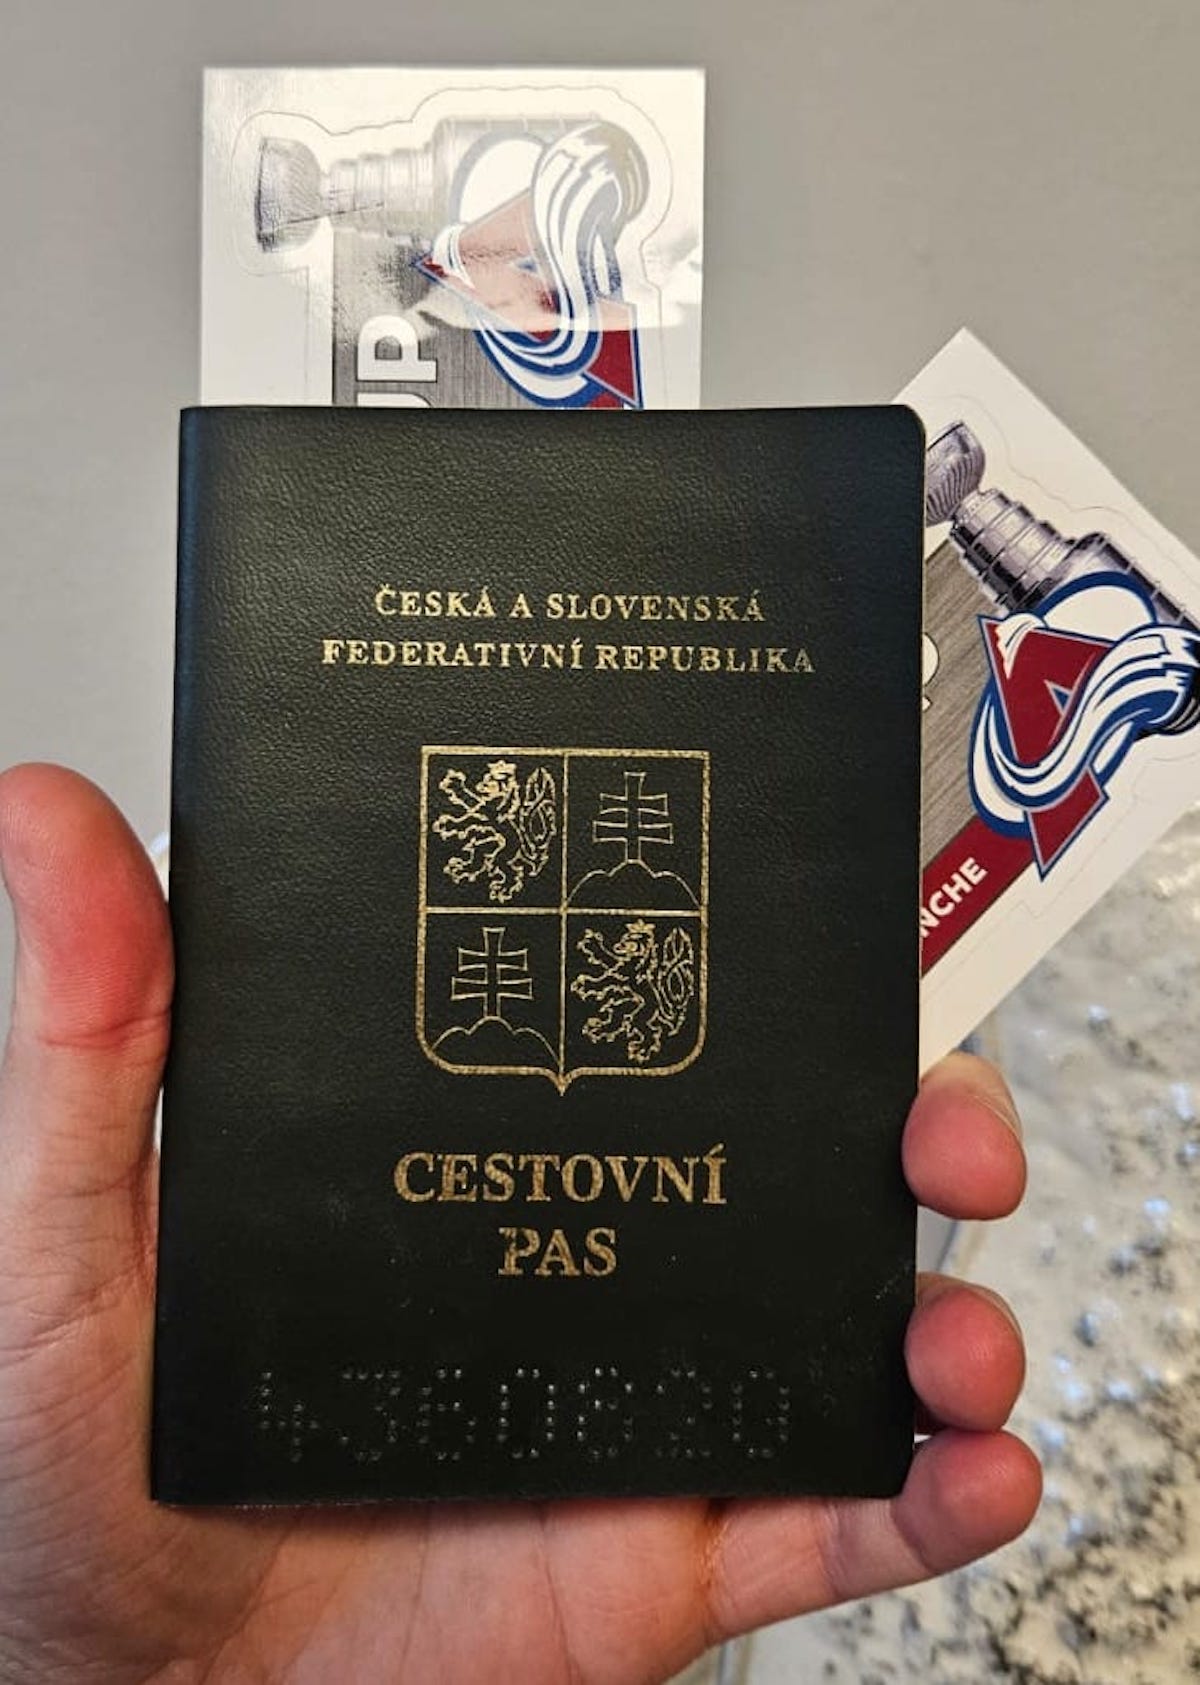 UP
ČESKÁ A SLOVENSKÁ
FEDERATIVNÍ REPUBLIKA
NCHE
CESTOVNÍ
PAS